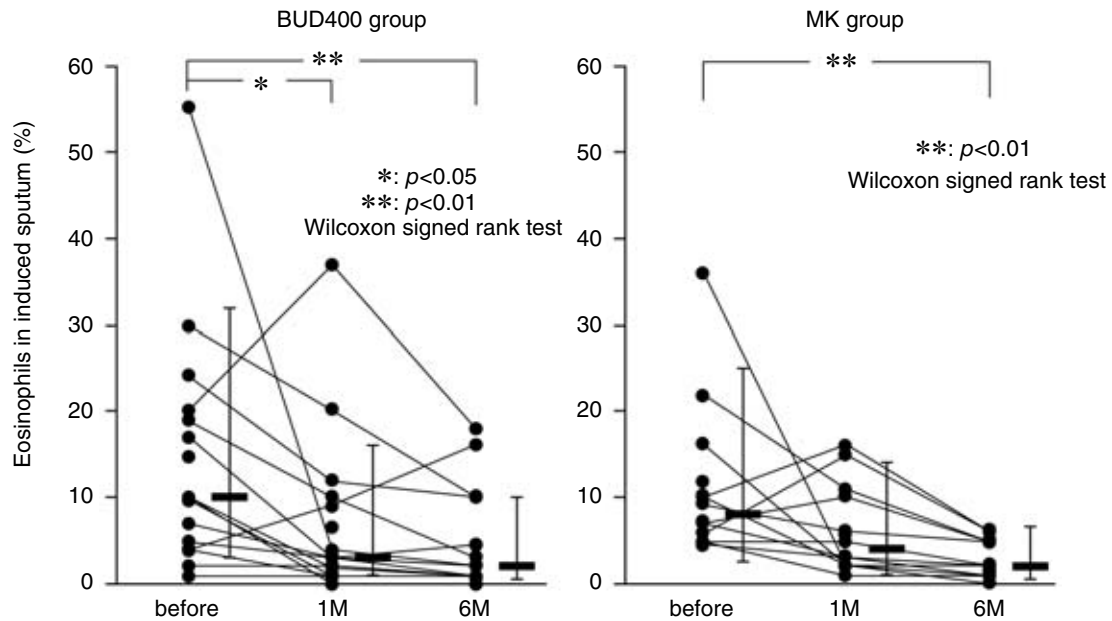 BUD400 group
Eosinophils in induced sputum (%)
60
50
40
30
20
10
0
**
*
*: p<0.05
**: p<0.01
Wilcoxon signed rank test
before 1M 6M
MK group
60
50
40
30
20
10
0
**
**: p<0.01
Wilcoxon signed rank test
before 1M 6M